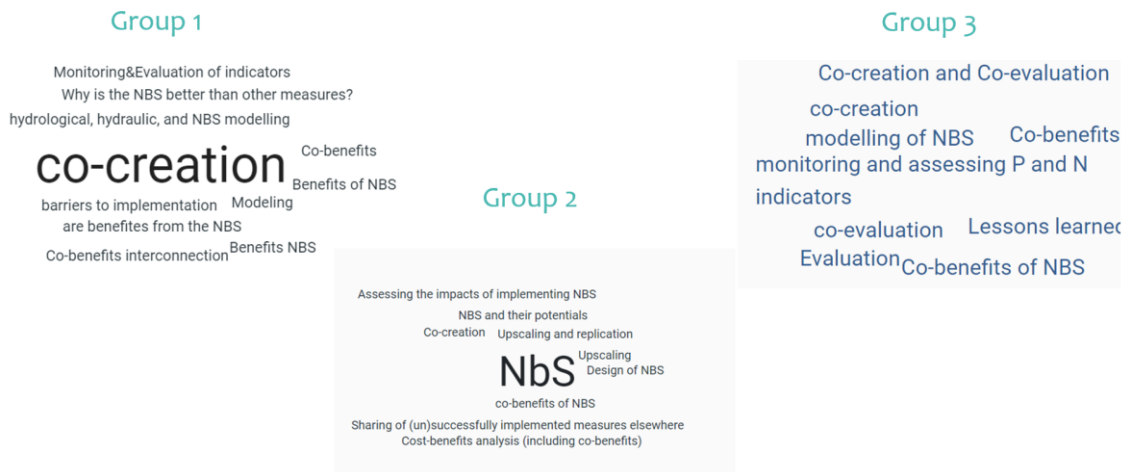 Group 1
Monitoring&Evaluation of indicators
Why is the NBS better than other measures?
hydrological, hydraulic, and NBS modelling
co-creation
Co-benefits
Benefits of NBS
barriers to implementation
Modeling
are benefites from the NBS
Co-benefits interconnection
Benefits NBS
Group 2
Assessing the impacts of implementing NBS
NBS and their potentials
Co-creation
Upscaling and replication
NbS
Upscaling
Design of NBS
co-benefits of NBS
Sharing of (un)successfully implemented measures elsewhere
Cost-benefits analysis (including co-benefits)
Group 3
Co-creation and Co-evaluation
co-creation
modelling of NBS
Co-benefits
monitoring and assessing P and N
indicators
co-evaluation
Lessons learned
Evaluation
Co-benefits of NBS